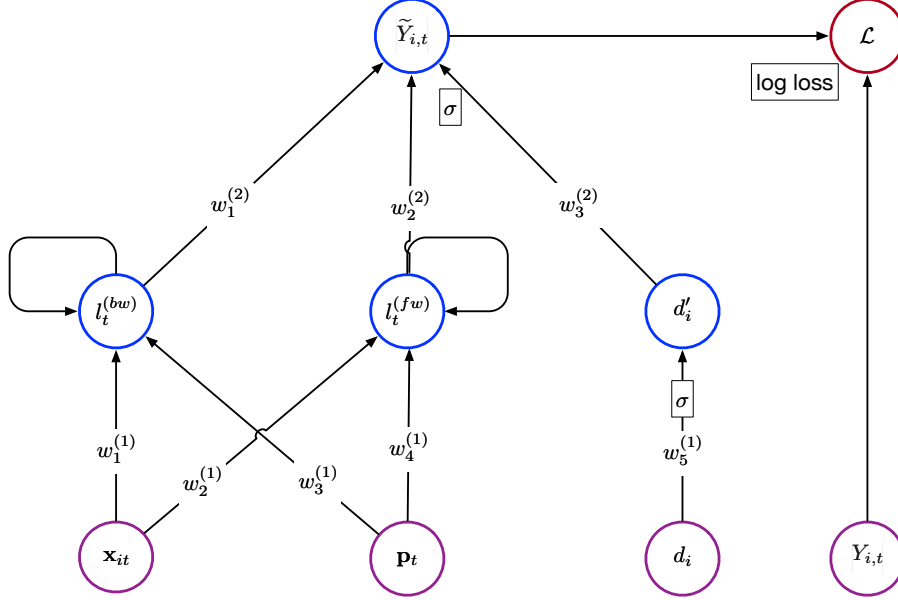 Ỹ_{i,t}
ℒ
log loss
σ
w_1^{(2)}
w_2^{(2)}
w_3^{(2)}
l_t^{(bw)}
l_t^{(fw)}
d_i′
σ
w_1^{(1)}
w_2^{(1)}
w_3^{(1)}
w_4^{(1)}
w_5^{(1)}
x_{it}
p_t
d_i
Y_{i,t}